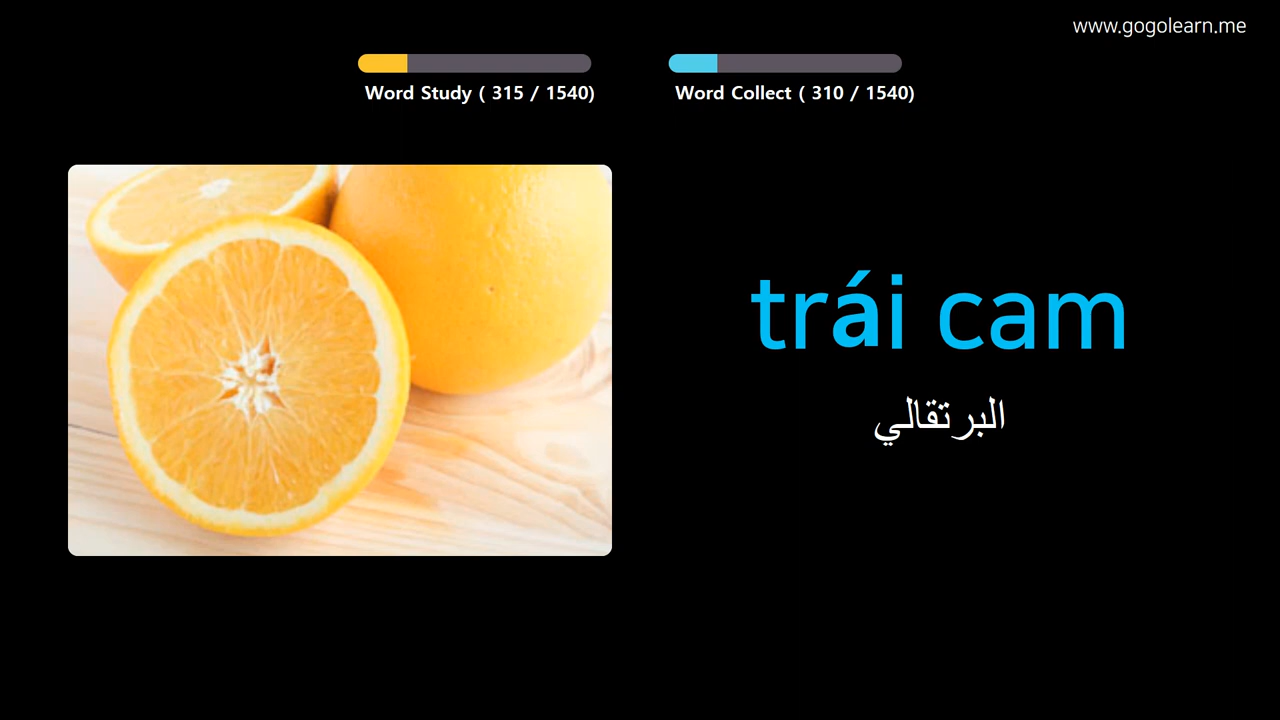 www.gogolearn.me
Word Study ( 315 / 1540)
Word Collect ( 310 / 1540)
trái cam
البرتقالي